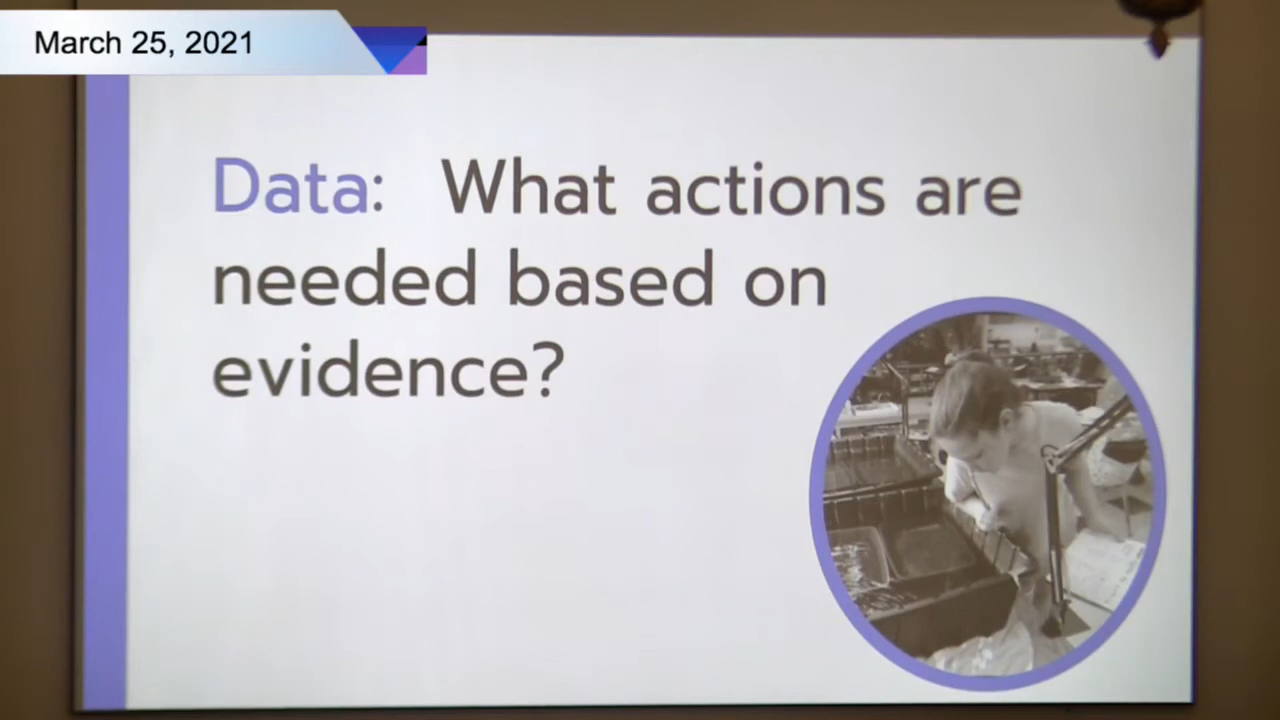 March 25, 2021
Data: What actions are
needed based on
evidence?